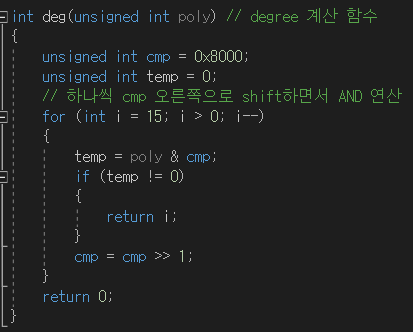 int deg(unsigned int poly) // degree 계산 함수
{
unsigned int cmp = 0x8000;
unsigned int temp = 0;
// 하나씩 cmp 오른쪽으로 shift하면서 AND 연산
for (int i = 15; i > 0; i--)
{
temp = poly & cmp;
if (temp != 0)
{
return i;
}
cmp = cmp >> 1;
}
return 0;
}